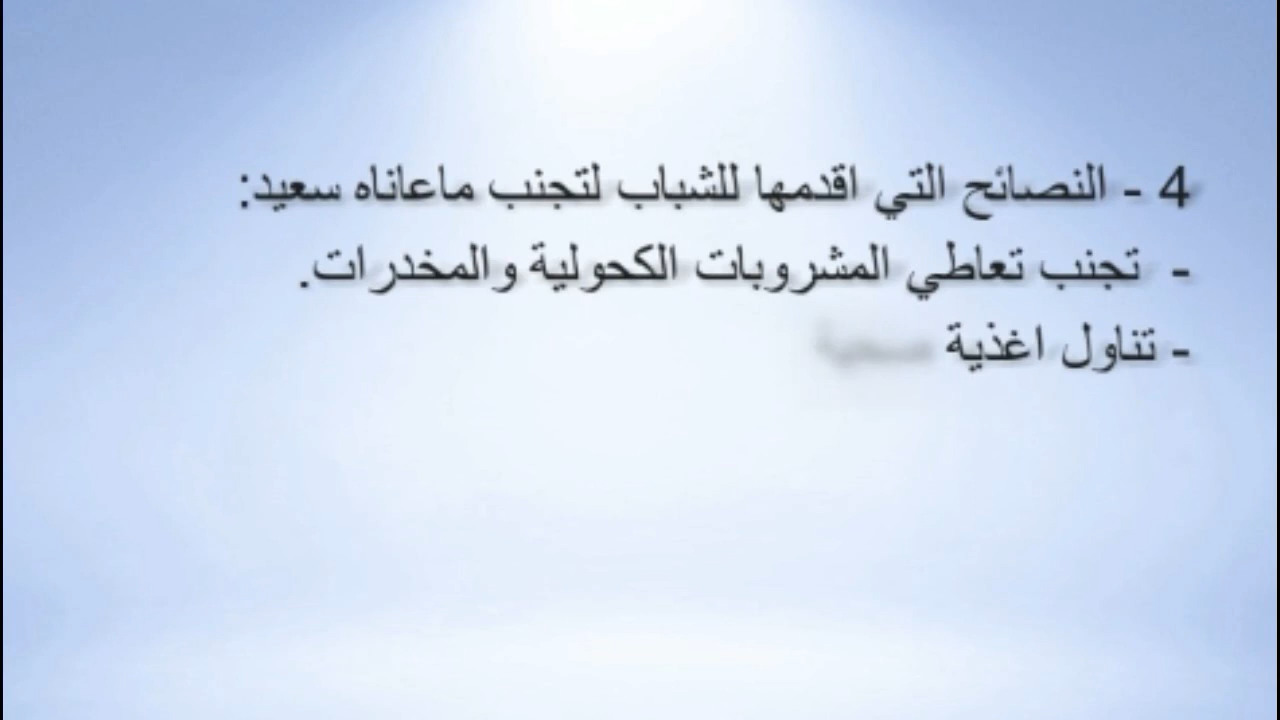 4 - النصائح التي اقدمها للشباب لتجنب ماعاناه سعيد:
- تجنب تعاطي المشروبات الكحولية والمخدرات.
- تناول اغذية